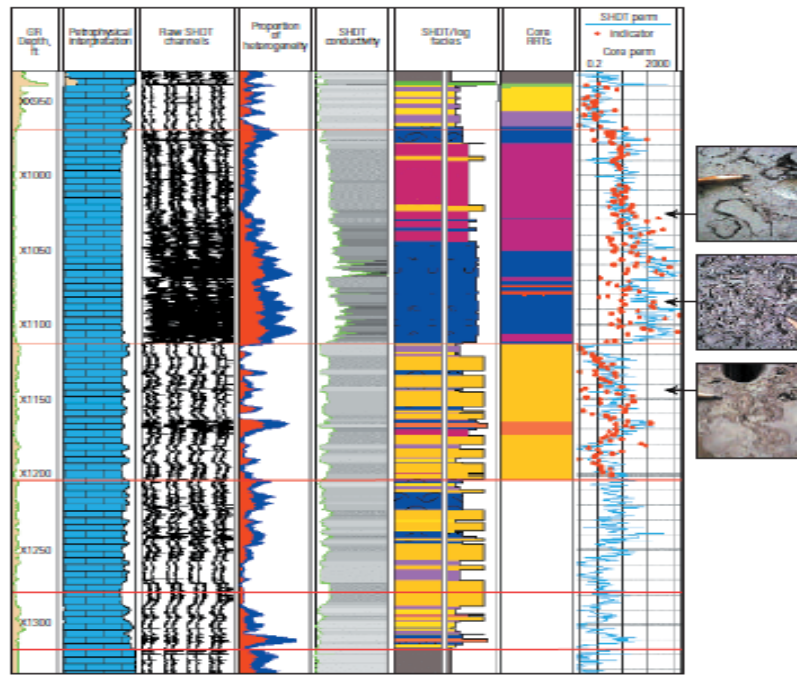 GR
Depth,
ft
Petrophysical
interpretation
Raw SHDT
channels
Proportion
of
heterogeneity
SHDT
conductivity
SHDT/log
facies
Core
RRTs
SHDT perm
indicator
Core perm
0.2 2000
XX950
X1000
X1050
X1100
X1150
X1200
X1250
X1300